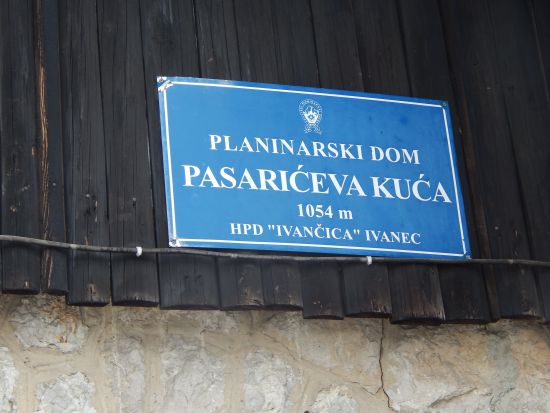 PLANINARSKI DOM
PASARIĆEVA KUĆA
1054 m
HPD "IVANČICA" IVANEC